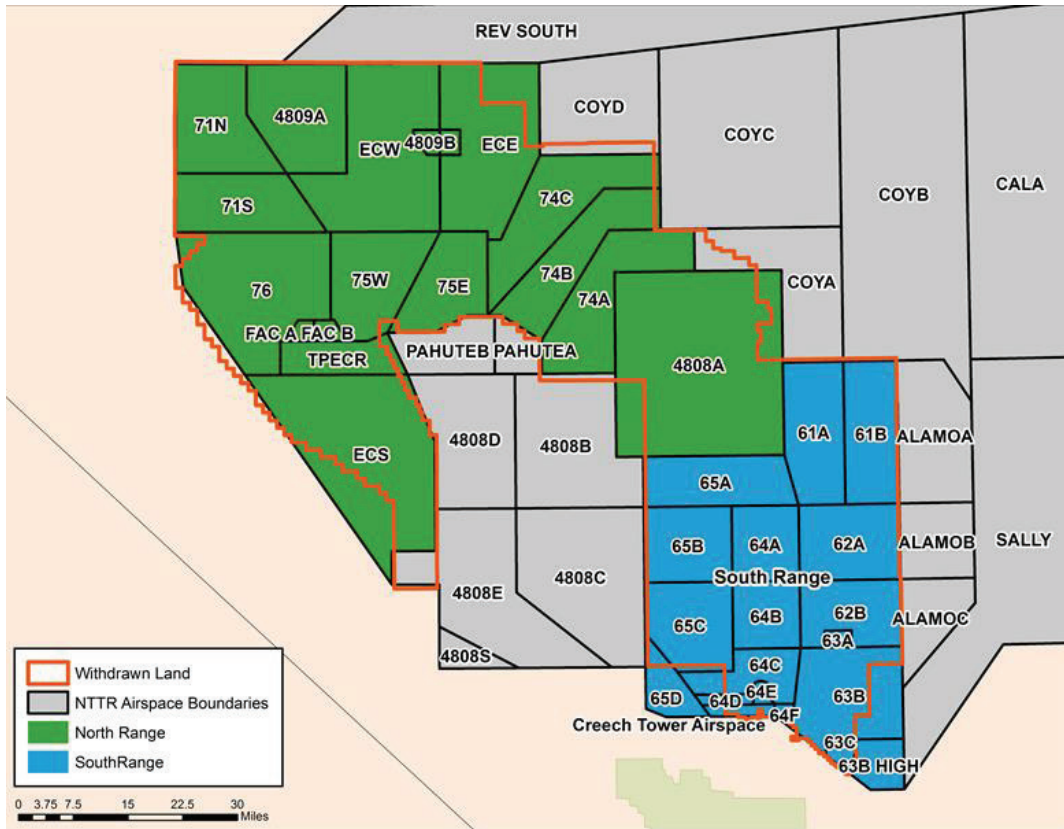 REV SOUTH
COYD
71N
4809A
ECW
4809B
ECE
COYC
COYB
CALA
71S
74C
76
75W
75E
74B
74A
COYA
FAC A
FAC B
TPECR
PAHUTEB
PAHUTEA
4808A
ECS
4808D
4808B
61A
61B
ALAMOA
65A
65B
64A
62A
ALAMOB
SALLY
South Range
4808E
4808C
65C
64B
62B
ALAMOC
63A
4808S
64C
65D
64D
64E
63B
Creech Tower Airspace
64F
63C
63B HIGH
Withdrawn Land
NTTR Airspace Boundaries
North Range
SouthRange
0 3.75 7.5 15 22.5 30
Miles